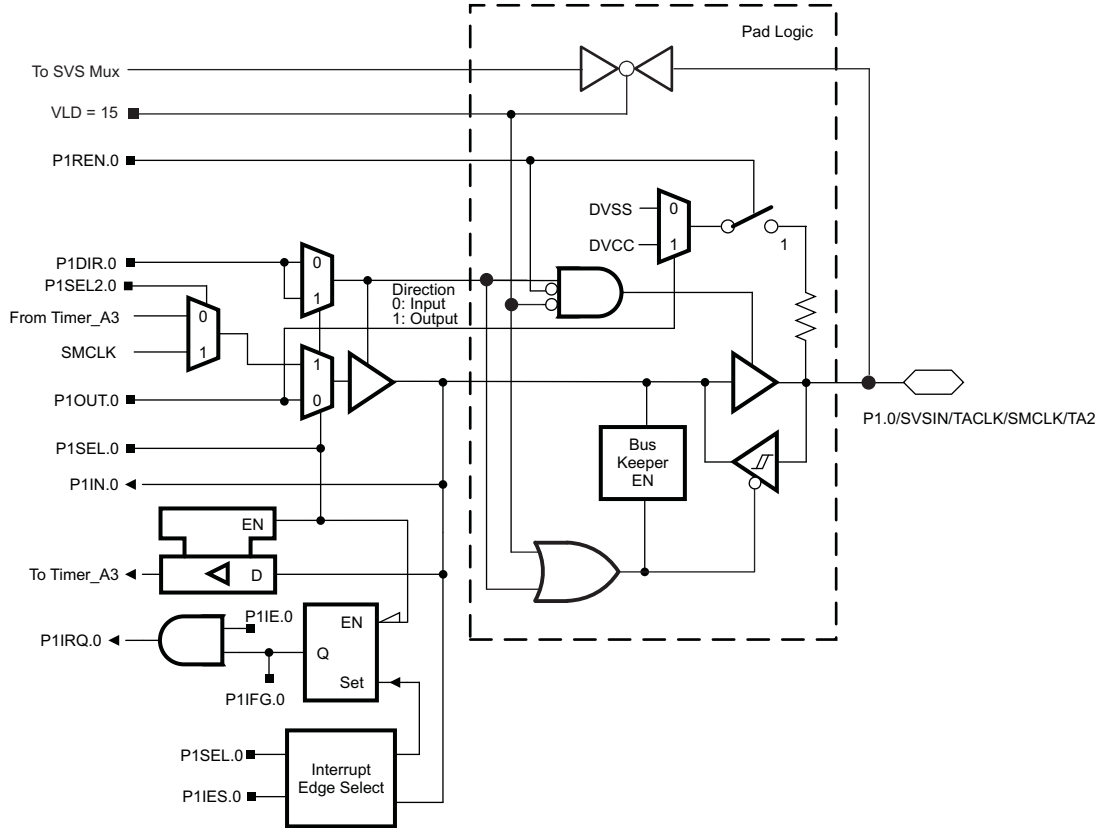 Pad Logic
To SVS Mux
VLD = 15
P1REN.0
DVSS
0
DVCC
1
1
P1DIR.0
0
P1SEL2.0
1
Direction
0: Input
1: Output
From Timer_A3
0
SMCLK
1
1
P1OUT.0
0
P1.0/SVSIN/TACLK/SMCLK/TA2
P1SEL.0
Bus
Keeper
EN
P1IN.0
EN
To Timer_A3
D
P1IE.0
EN
P1IRQ.0
Q
Set
P1IFG.0
P1SEL.0
Interrupt
Edge Select
P1IES.0